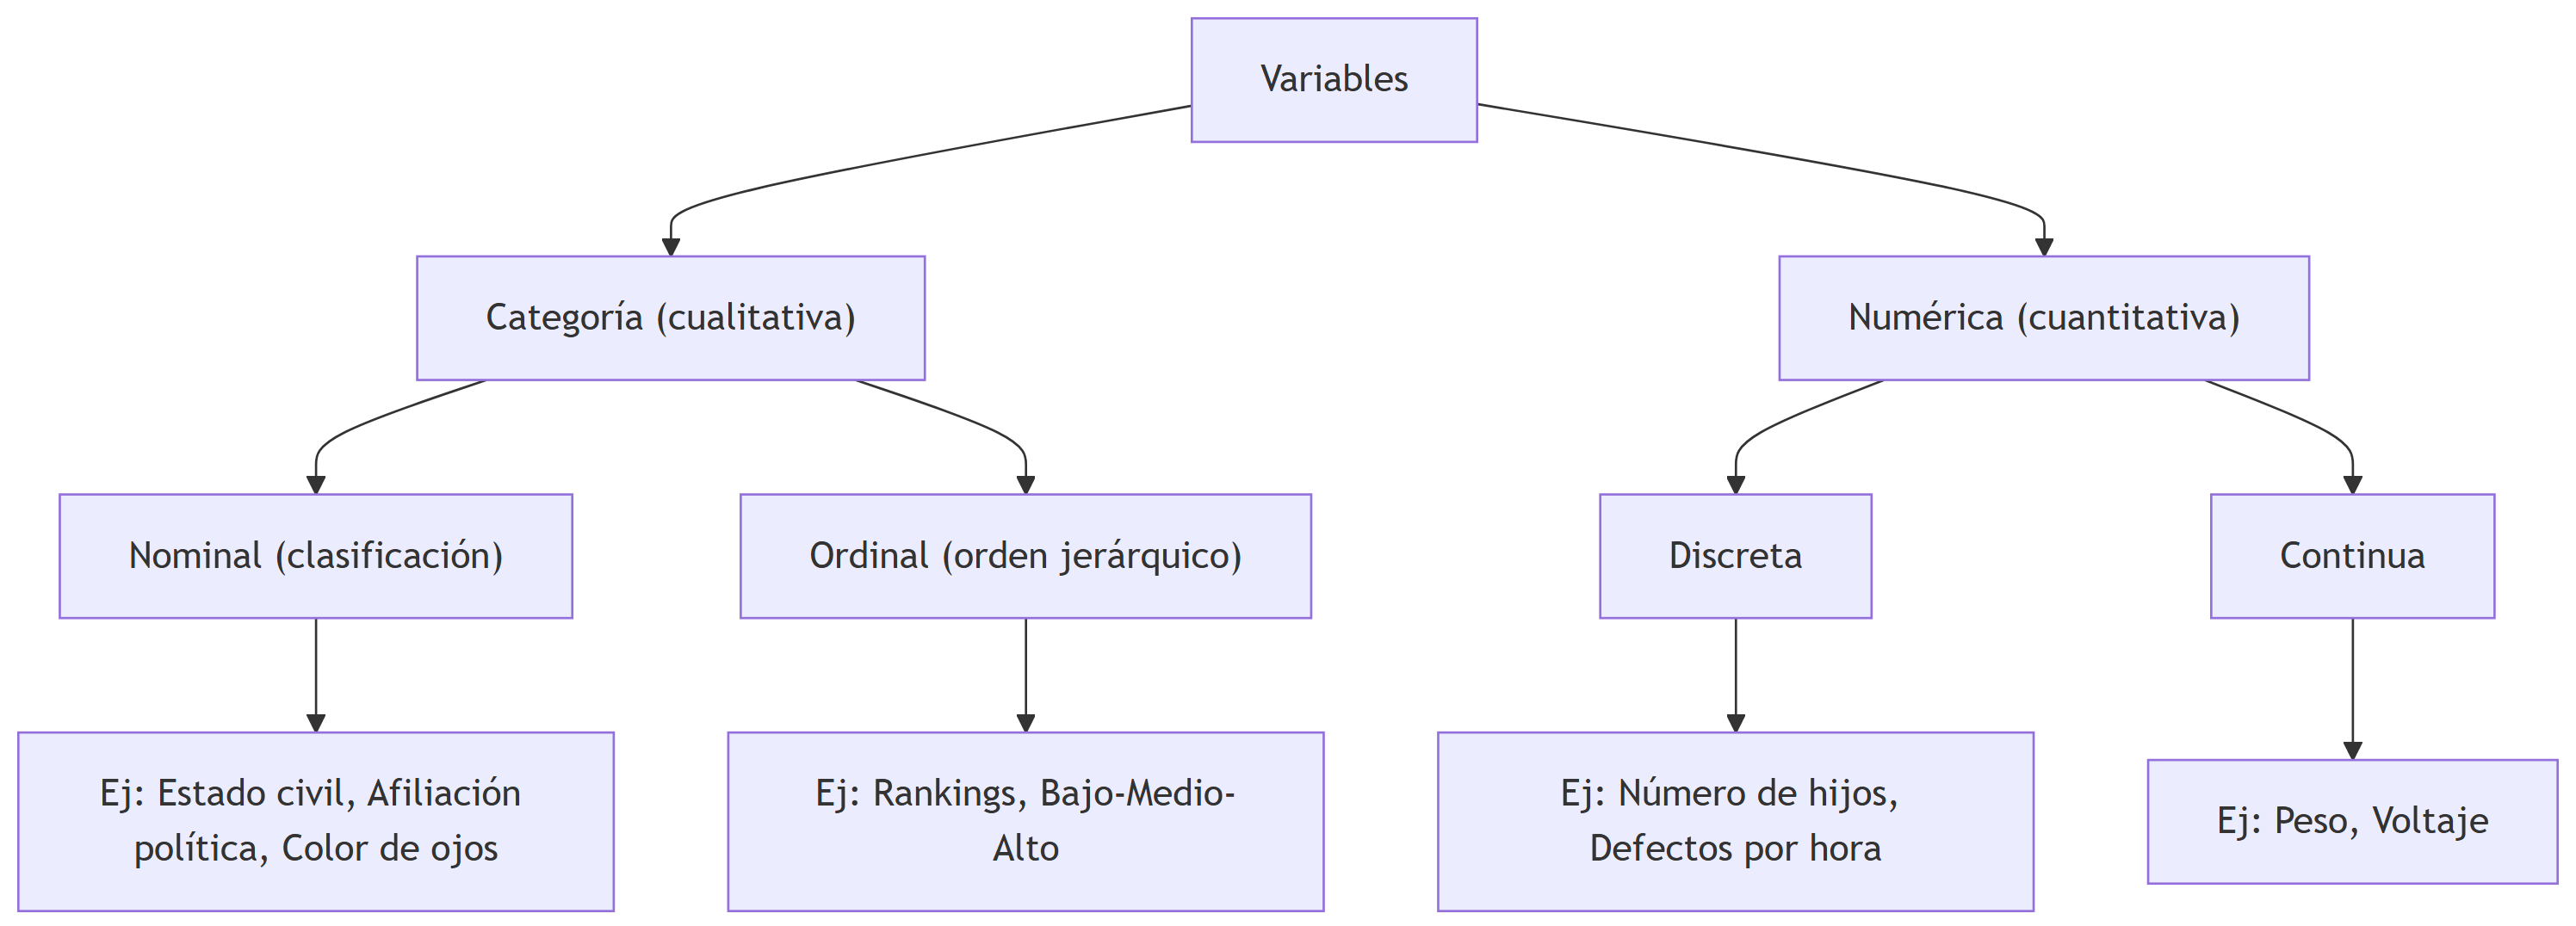 Variables
Categoría (cualitativa)
Numérica (cuantitativa)
Nominal (clasificación)
Ordinal (orden jerárquico)
Discreta
Continua
Ej: Estado civil, Afiliación
política, Color de ojos
Ej: Rankings, Bajo-Medio-
Alto
Ej: Número de hijos,
Defectos por hora
Ej: Peso, Voltaje